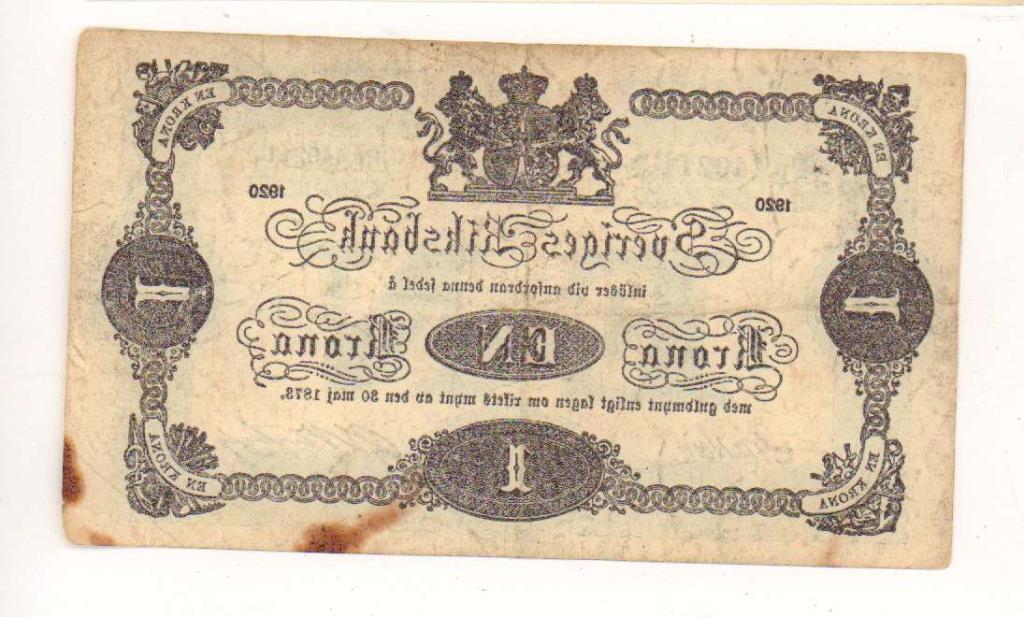 EN KRONA EN KRONA
1920 1920
Sveriges Riksbank
inlöser vid anfordran denna sedel å
1 1
Krona EN Krona
med guldmynt enligt lagen om rikets mynt av den 30 maj 1873.
1
EN KRONA EN KRONA